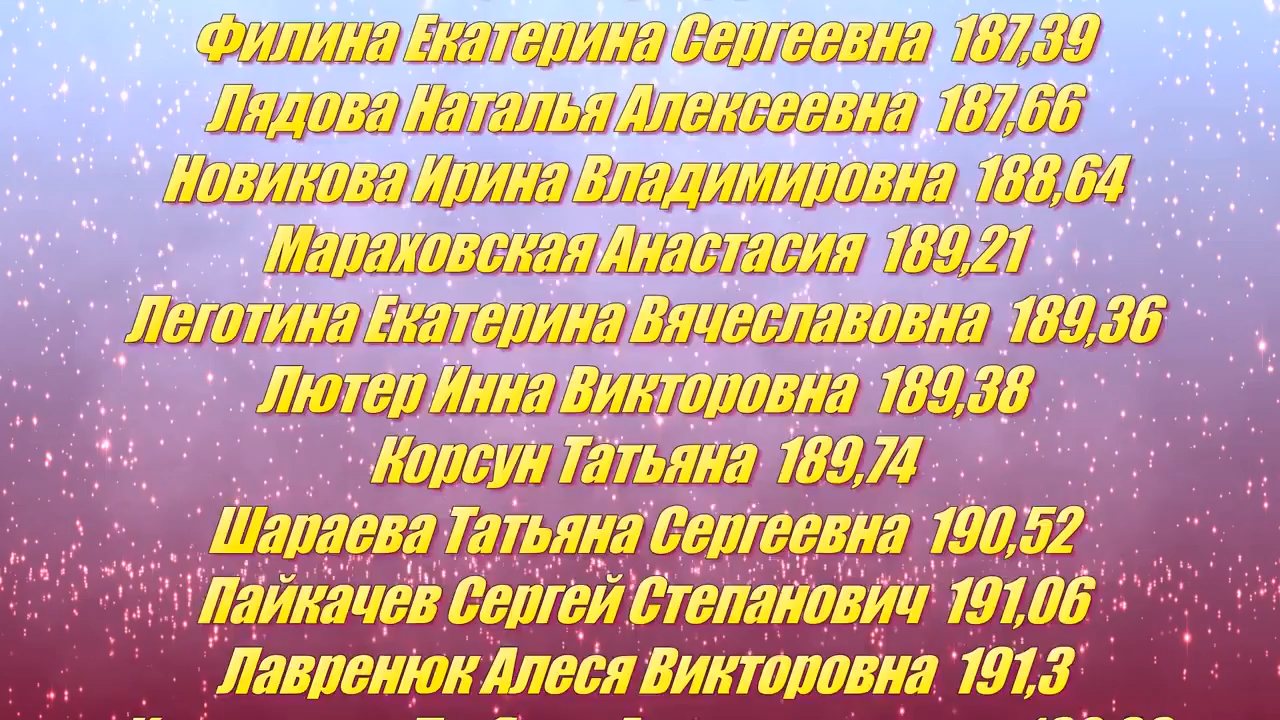 Филина Екатерина Сергеевна 187,39
Лядова Наталья Алексеевна 187,66
Новикова Ирина Владимировна 188,64
Мараховская Анастасия 189,21
Леготина Екатерина Вячеславовна 189,36
Лютер Инна Викторовна 189,38
Корсун Татьяна 189,74
Шараева Татьяна Сергеевна 190,52
Пайкачев Сергей Степанович 191,06
Лавренюк Алеся Викторовна 191,3